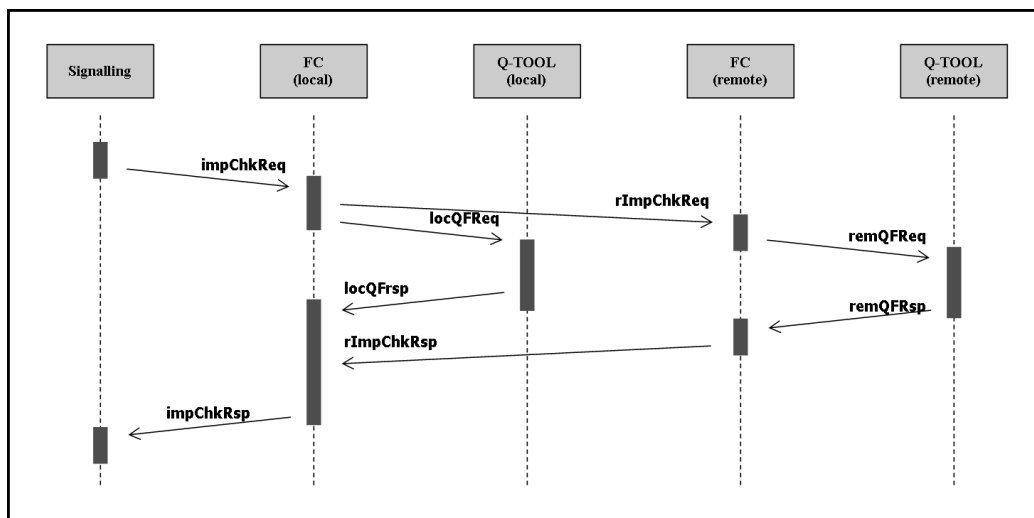 Signalling
FC
(local)
Q-TOOL
(local)
FC
(remote)
Q-TOOL
(remote)
impChkReq
rImpChkReq
locQFReq
remQFReq
locQFrsp
remQFRsp
rImpChkRsp
impChkRsp